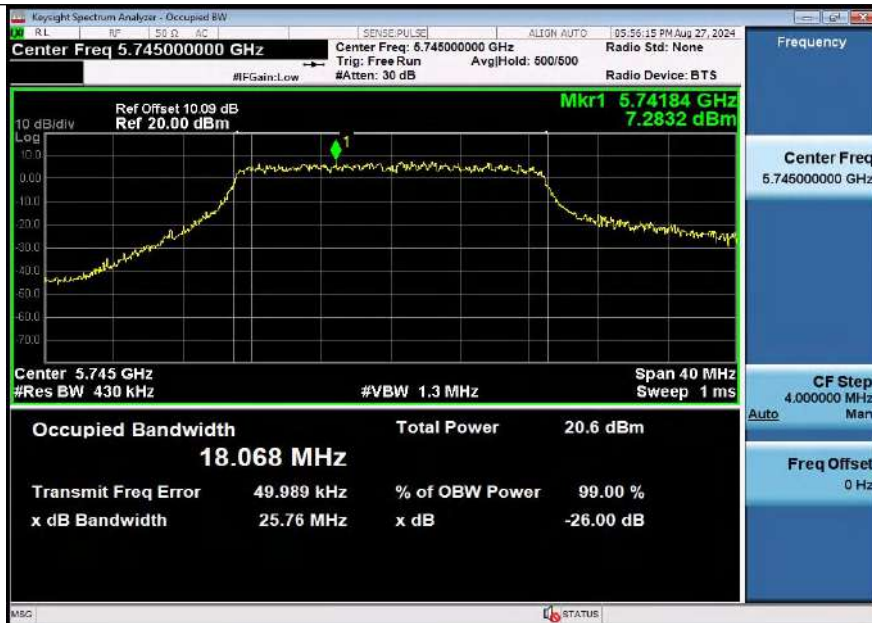 Keysight Spectrum Analyzer - Occupied BW
RL RF 50 Ω AC SENSE:PULSE ALIGN AUTO 05:56:15 PM Aug 27, 2024
Center Freq 5.745000000 GHz
Center Freq: 5.745000000 GHz
Radio Std: None
Trig: Free Run Avg|Hold: 500/500
#IFGain:Low
#Atten: 30 dB
Radio Device: BTS
Frequency
Mkr1 5.74184 GHz
7.2832 dBm
Ref Offset 10.09 dB
10 dB/div Ref 20.00 dBm
Log
10.0
0.00
-10.0
-20.0
-30.0
-40.0
-50.0
-60.0
-70.0
1
Center 5.745 GHz
Span 40 MHz
#Res BW 430 kHz
#VBW 1.3 MHz
Sweep 1 ms
Center Freq
5.745000000 GHz
CF Step
4.000000 MHz
Auto Man
Freq Offset
0 Hz
Occupied Bandwidth
18.068 MHz
Total Power 20.6 dBm
Transmit Freq Error 49.989 kHz
% of OBW Power 99.00 %
x dB Bandwidth 25.76 MHz
x dB -26.00 dB
MSG
STATUS